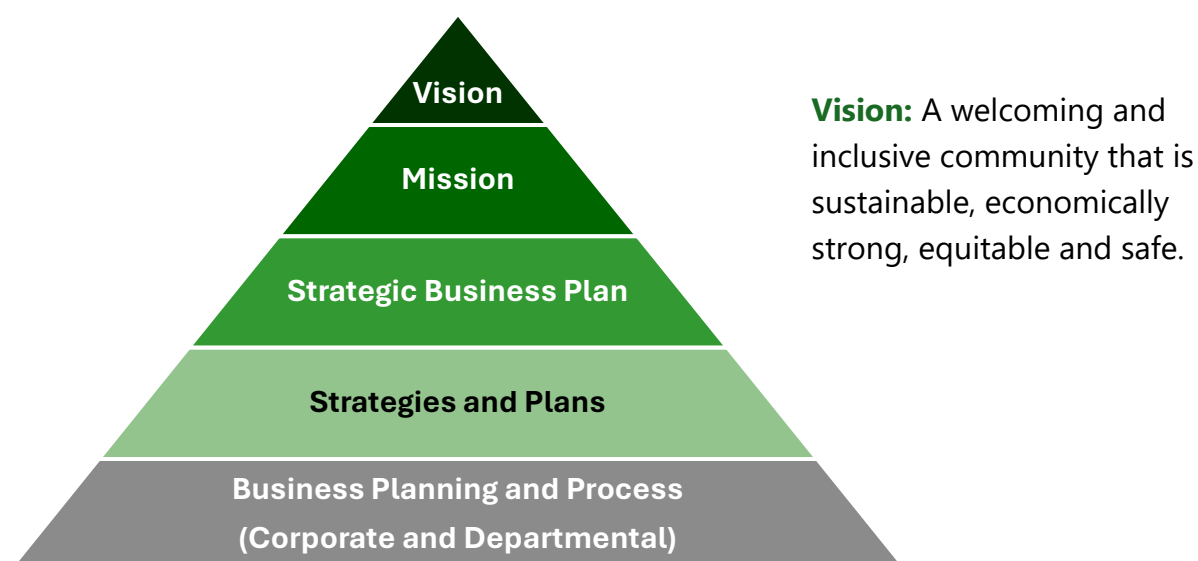 Vision
Mission
Strategic Business Plan
Strategies and Plans
Business Planning and Process
(Corporate and Departmental)
Vision: A welcoming and
inclusive community that is
sustainable, economically
strong, equitable and safe.